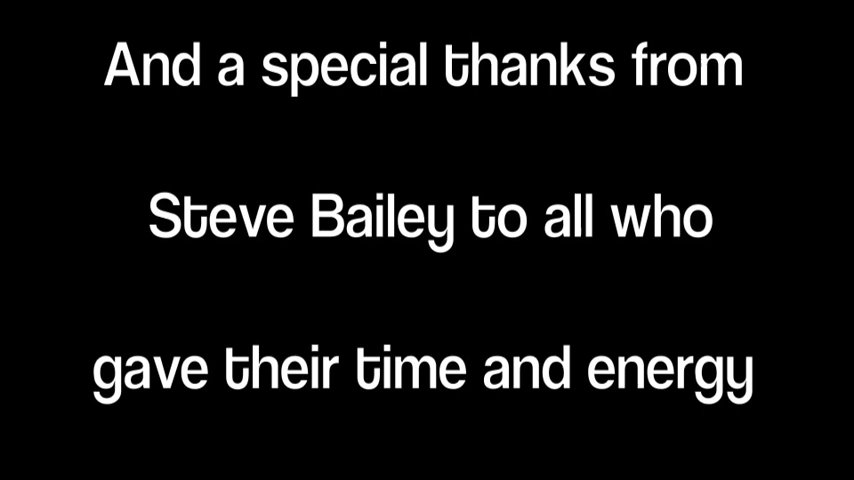 And a special thanks from
Steve Bailey to all who
gave their time and energy